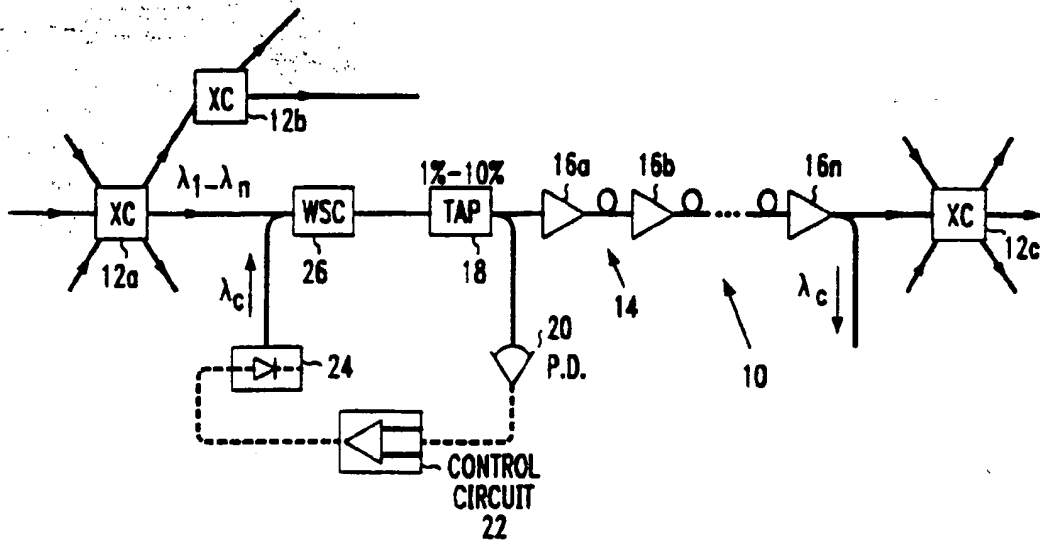 XC
12b
λ1-λn
1%-10%
16a
16b
16n
XC
12a
WSC
26
TAP
18
XC
12c
λc
14
λc
10
24
20
P.D.
CONTROL
CIRCUIT
22